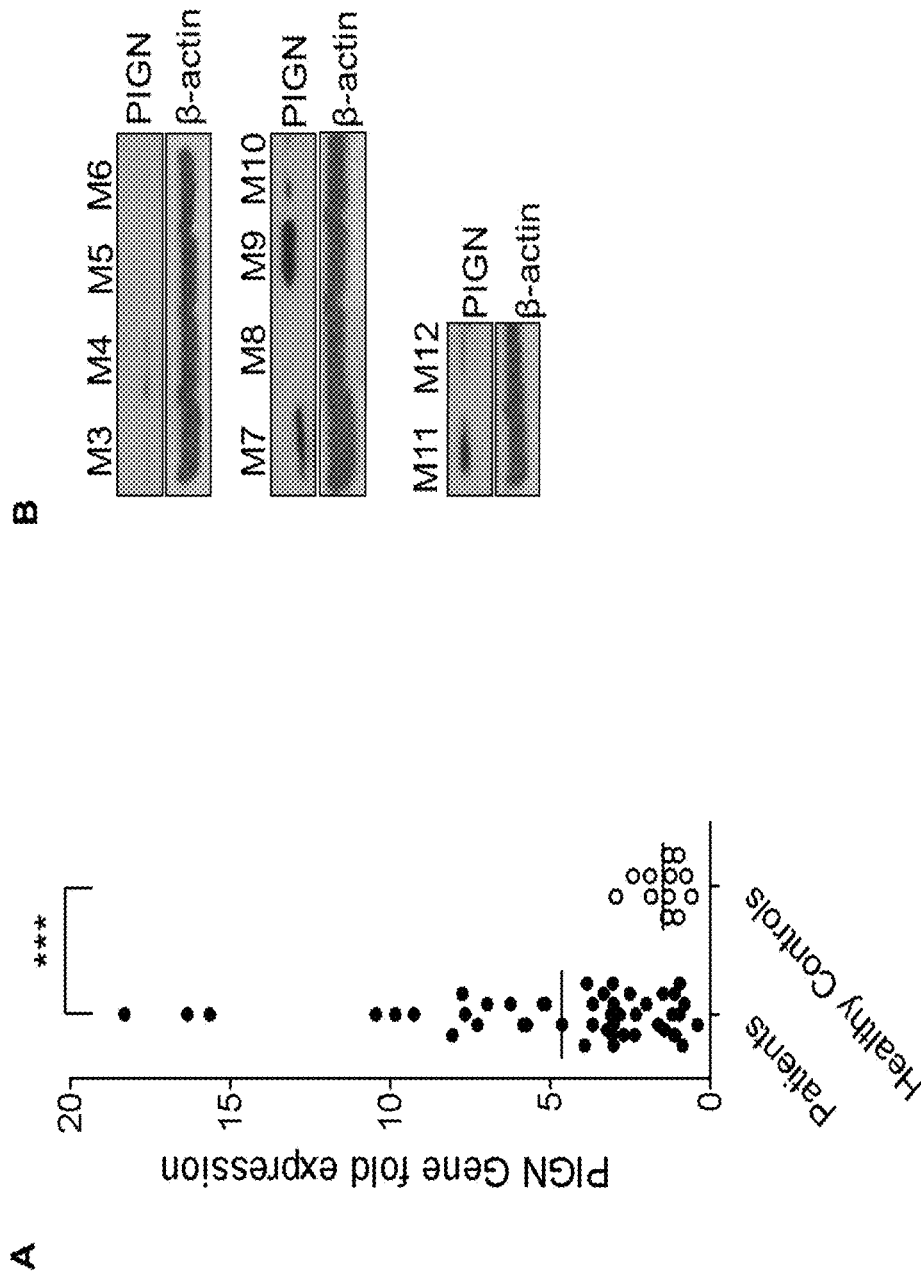 A
PIGN Gene fold expression
20
15
10
5
0
***
Patients
Healthy Controls
B
M3 M4 M5 M6
PIGN
β-actin
M7 M8 M9 M10
PIGN
β-actin
M11 M12
PIGN
β-actin